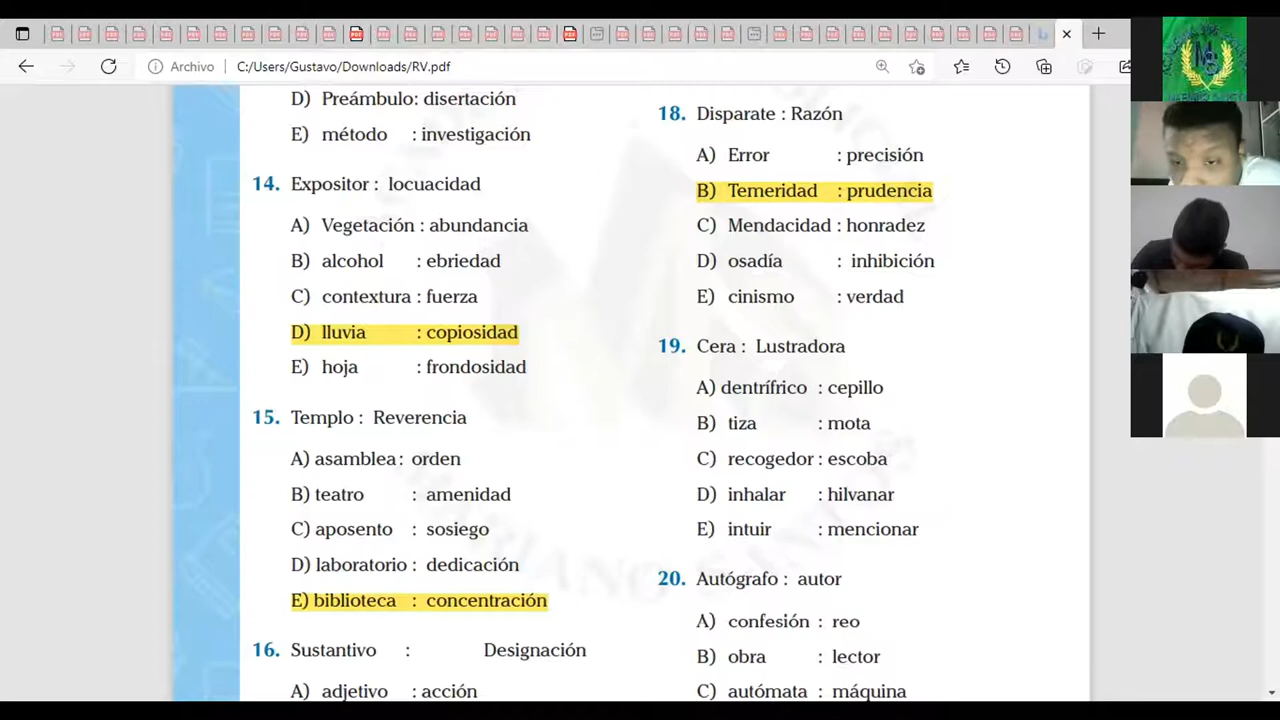 Archivo
C:/Users/Gustavo/Downloads/RV.pdf
D) Preámbulo: disertación
E) método : investigación
14. Expositor : locuacidad
A) Vegetación : abundancia
B) alcohol : ebriedad
C) contextura : fuerza
D) lluvia : copiosidad
E) hoja : frondosidad
15. Templo : Reverencia
A) asamblea : orden
B) teatro : amenidad
C) aposento : sosiego
D) laboratorio : dedicación
E) biblioteca : concentración
16. Sustantivo : Designación
A) adjetivo : acción
18. Disparate : Razón
A) Error : precisión
B) Temeridad : prudencia
C) Mendacidad : honradez
D) osadía : inhibición
E) cinismo : verdad
19. Cera : Lustradora
A) dentrífrico : cepillo
B) tiza : mota
C) recogedor : escoba
D) inhalar : hilvanar
E) intuir : mencionar
20. Autógrafo : autor
A) confesión : reo
B) obra : lector
C) autómata : máquina
MARIANO SANTOS